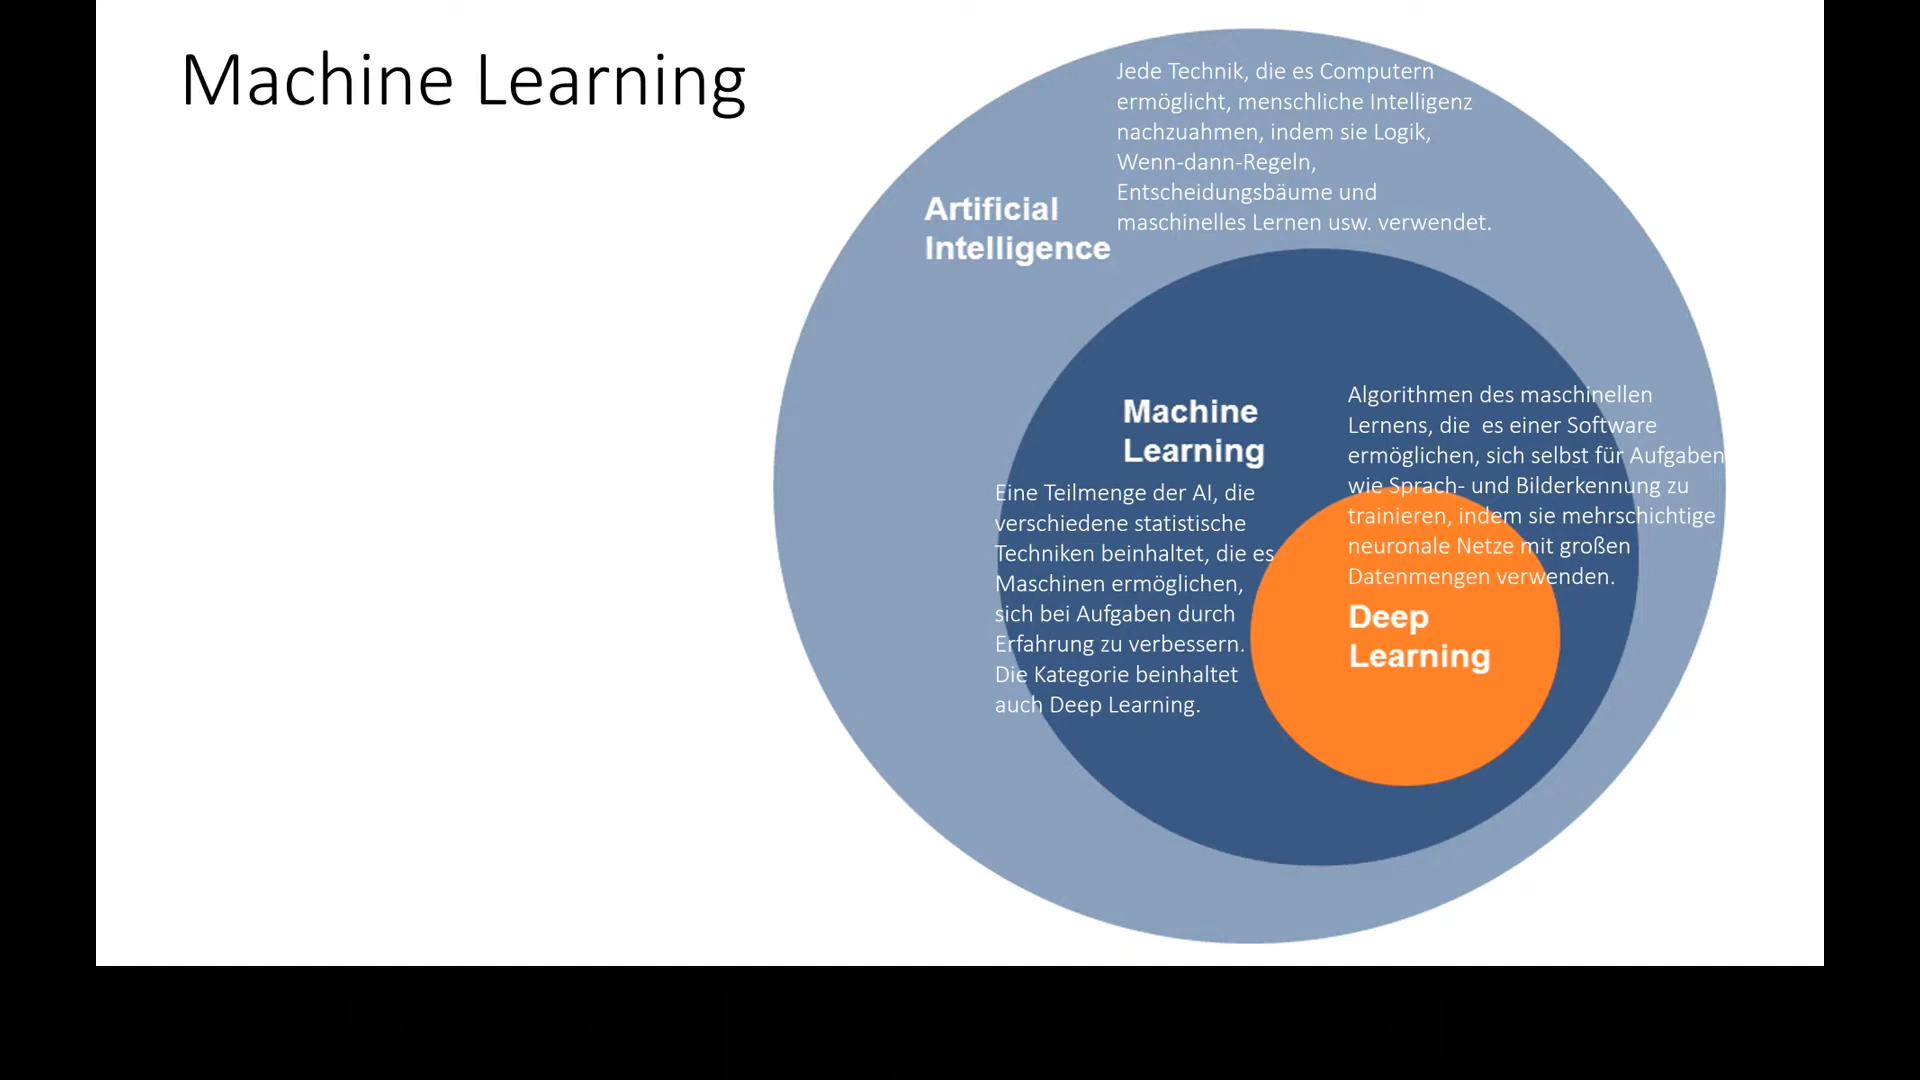 Machine Learning
Jede Technik, die es Computern
ermöglicht, menschliche Intelligenz
nachzuahmen, indem sie Logik,
Wenn-dann-Regeln,
Entscheidungsbäume und
maschinelles Lernen usw. verwendet.
Artificial
Intelligence
Machine
Learning
Eine Teilmenge der AI, die
verschiedene statistische
Techniken beinhaltet, die es
Maschinen ermöglichen,
sich bei Aufgaben durch
Erfahrung zu verbessern.
Die Kategorie beinhaltet
auch Deep Learning.
Algorithmen des maschinellen
Lernens, die  es einer Software
ermöglichen, sich selbst für Aufgaben
wie Sprach- und Bilderkennung zu
trainieren, indem sie mehrschichtige
neuronale Netze mit großen
Datenmengen verwenden.
Deep
Learning